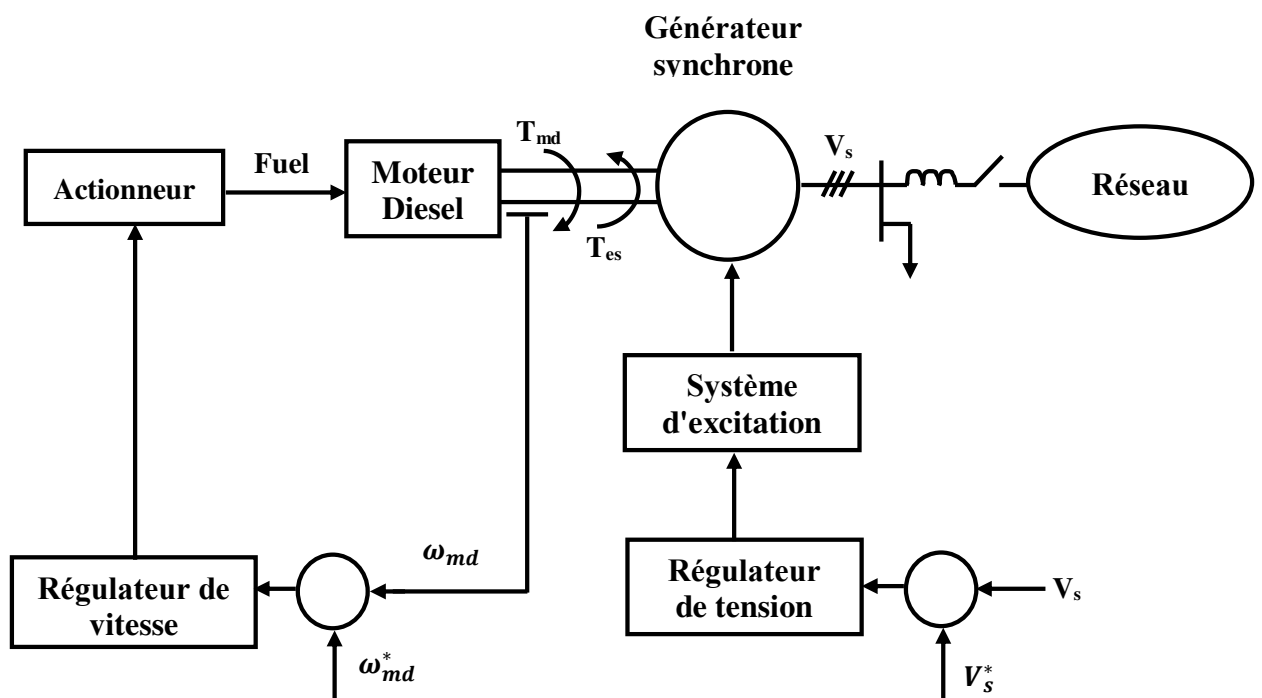 Générateur
synchrone
T_md
V_s
Fuel
Actionneur
Moteur
Diesel
Réseau
T_es
Système
d'excitation
ω_md
Régulateur de
vitesse
Régulateur
de tension
V_s
ω*_md
V*_s